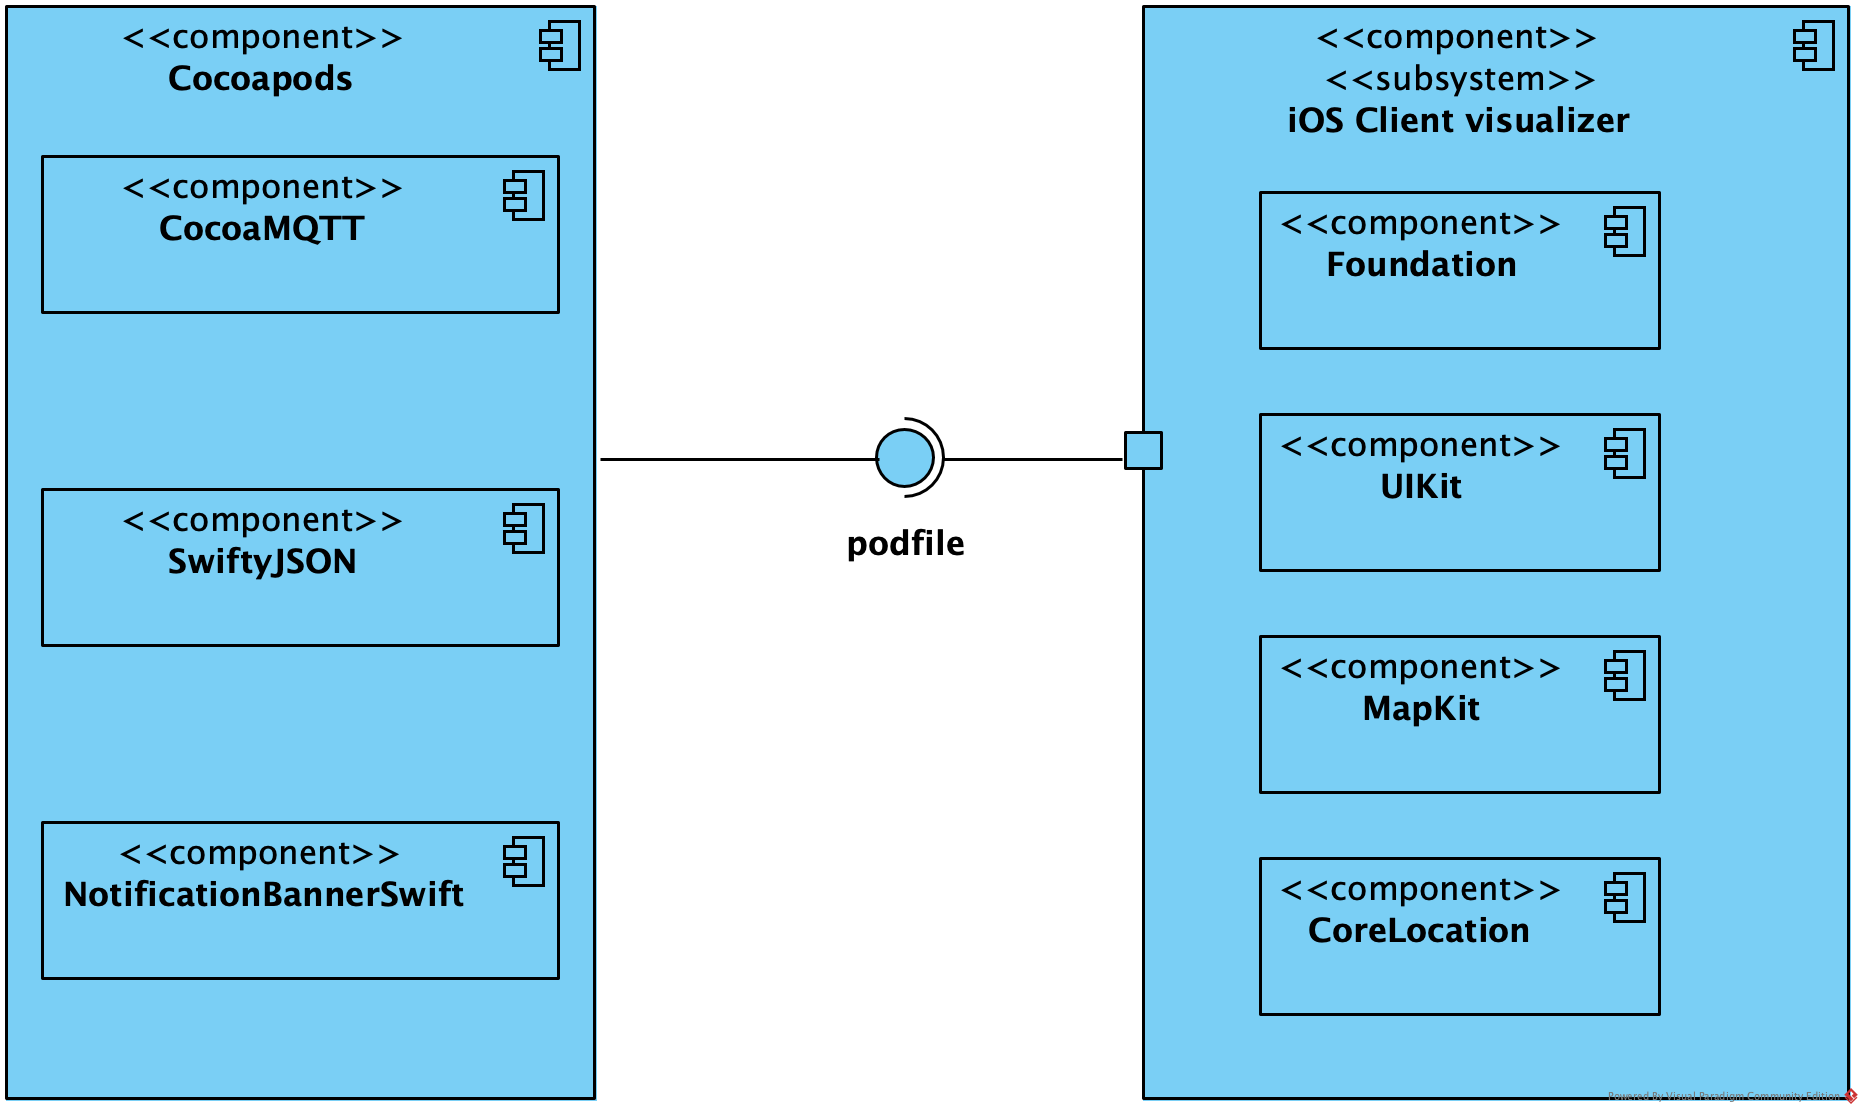 <<component>>
Cocoapods
<<component>>
CocoaMQTT
<<component>>
SwiftyJSON
<<component>>
NotificationBannerSwift
podfile
<<component>>
<<subsystem>>
iOS Client visualizer
<<component>>
Foundation
<<component>>
UIKit
<<component>>
MapKit
<<component>>
CoreLocation
Powered By Visual Paradigm Community Edition